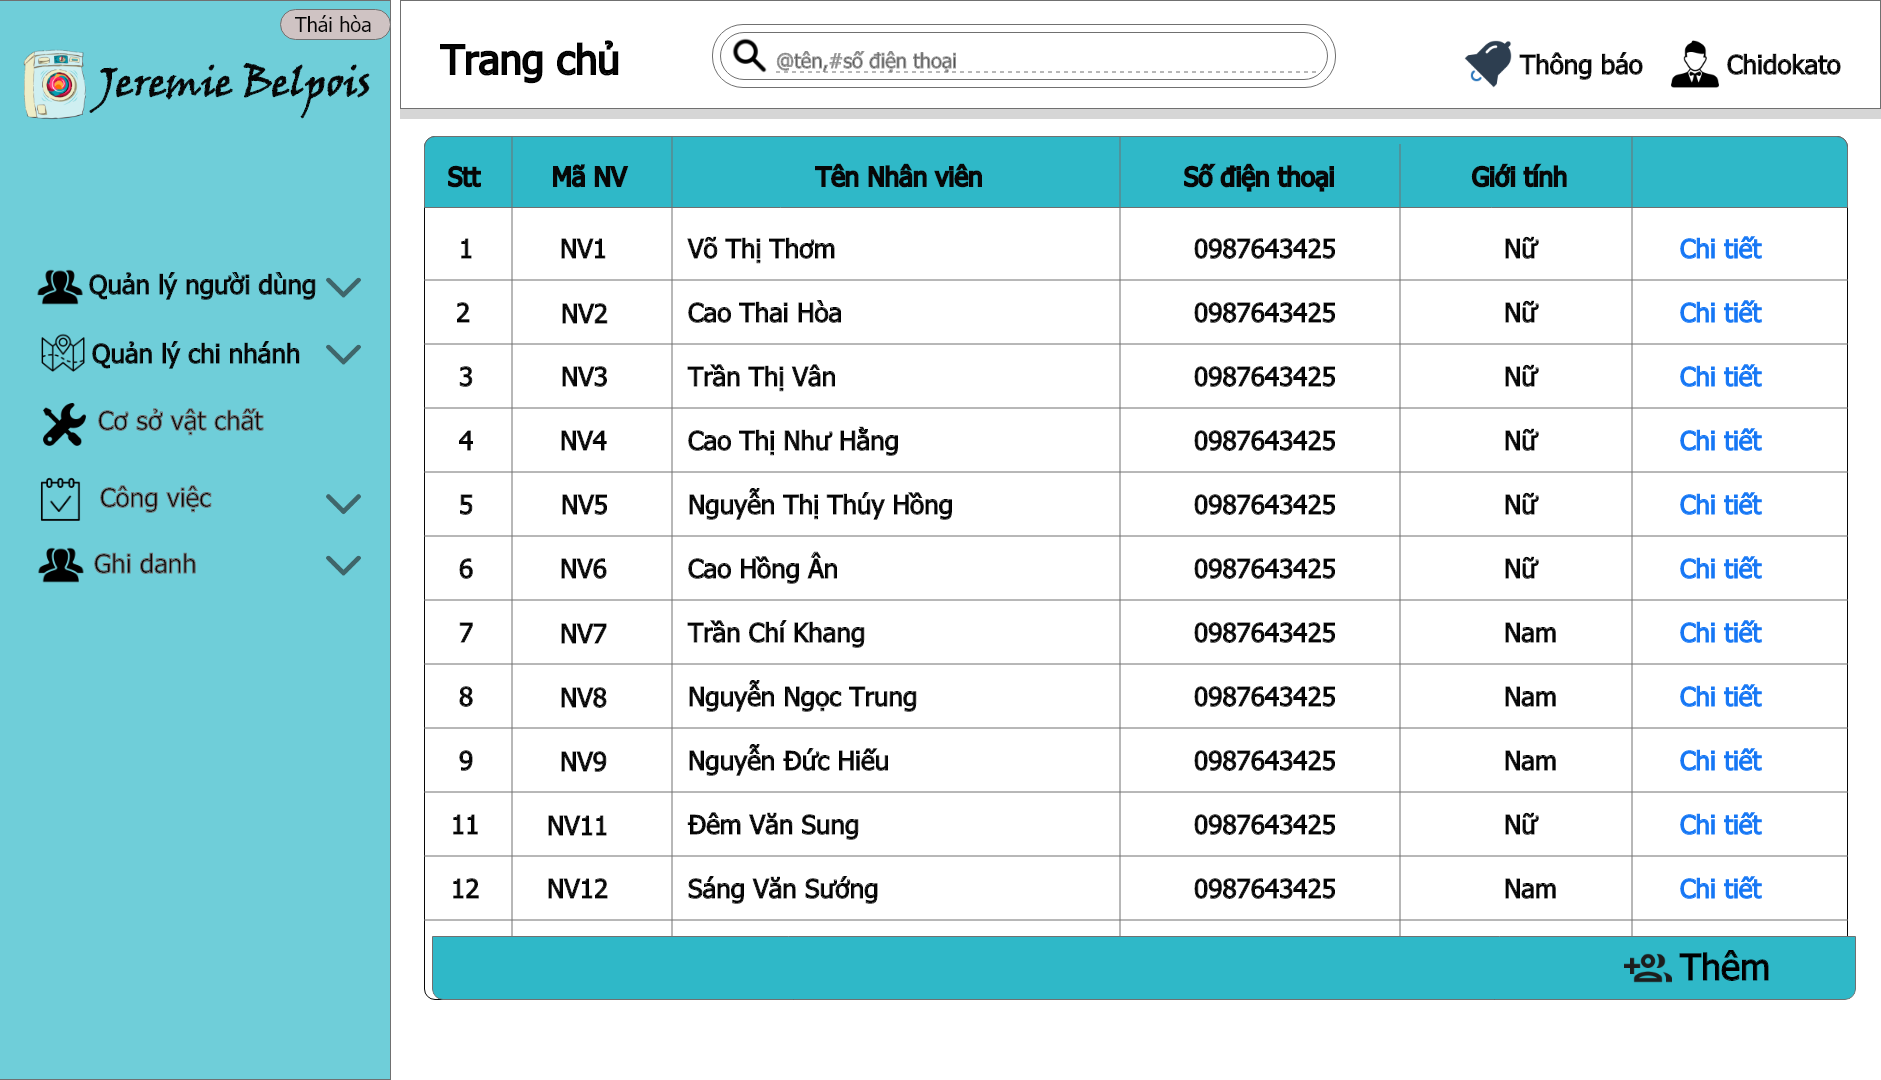 Thái hòa
Jeremie Belpois
Quản lý người dùng
Quản lý chi nhánh
Cơ sở vật chất
Công việc
Ghi danh
Trang chủ
@tên,#số điện thoại
Thông báo
Chidokato
Stt Mã NV Tên Nhân viên Số điện thoại Giới tính
1 NV1 Võ Thị Thơm 0987643425 Nữ Chi tiết
2 NV2 Cao Thai Hòa 0987643425 Nữ Chi tiết
3 NV3 Trần Thị Vân 0987643425 Nữ Chi tiết
4 NV4 Cao Thị Như Hằng 0987643425 Nữ Chi tiết
5 NV5 Nguyễn Thị Thúy Hồng 0987643425 Nữ Chi tiết
6 NV6 Cao Hồng Ân 0987643425 Nữ Chi tiết
7 NV7 Trần Chí Khang 0987643425 Nam Chi tiết
8 NV8 Nguyễn Ngọc Trung 0987643425 Nam Chi tiết
9 NV9 Nguyễn Đức Hiếu 0987643425 Nam Chi tiết
11 NV11 Đêm Văn Sung 0987643425 Nữ Chi tiết
12 NV12 Sáng Văn Sướng 0987643425 Nam Chi tiết
Thêm